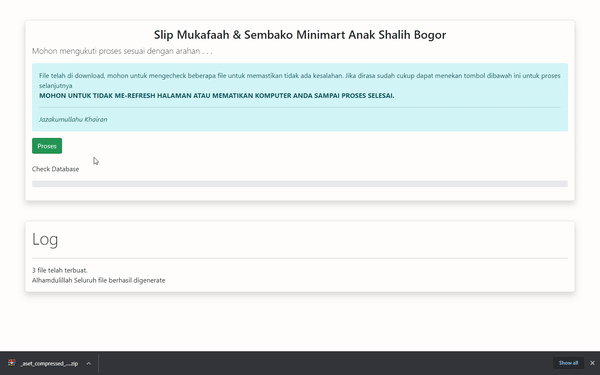 Slip Mukafaah & Sembako Minimart Anak Shalih Bogor
Mohon mengukuti proses sesuai dengan arahan . . .
File telah di download, mohon untuk mengecheck beberapa file untuk memastikan tidak ada kesalahan. Jika dirasa sudah cukup dapat menekan tombol dibawah ini untuk proses
selanjutnya
MOHON UNTUK TIDAK ME-REFRESH HALAMAN ATAU MEMATIKAN KOMPUTER ANDA SAMPAI PROSES SELESAI.
Jazakumullahu Khairan
Proses
Check Database
Log
3 file telah terbuat.
Alhamdulillah Seluruh file berhasil digenerate
_aset_compressed_....zip
Show all